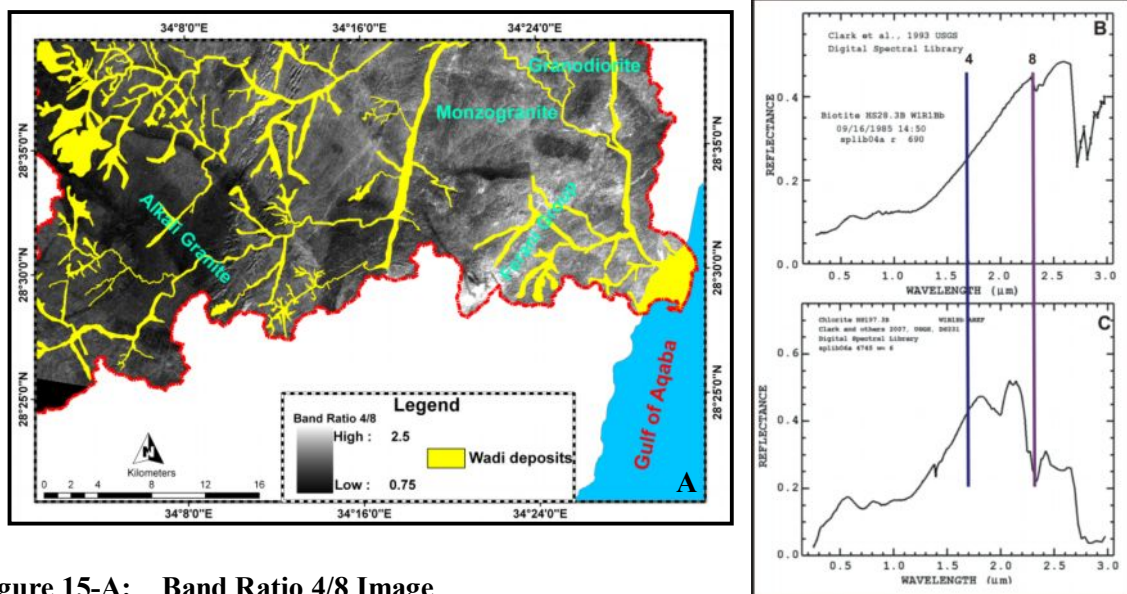 34°8'0"E
34°16'0"E
34°24'0"E
28°35'0"N
28°30'0"N
28°25'0"N
28°35'0"N
28°30'0"N
28°25'0"N
Granodiorite
Monzogranite
Alkali Granite
Gulf of Aqaba
Legend
Band Ratio 4/8
High : 2.5
Low : 0.75
Wadi deposits
N
Kilometers
0 2 4 8 12 16
A
34°8'0"E
34°16'0"E
34°24'0"E
gure 15-A: Band Ratio 4/8 Image
B
Clark et al., 1993 USGS
Digital Spectral Library
4
8
Biotite HS28.3B W1R1Bb
09/16/1985 14:50
splib04a r 690
REFLECTANCE
0.4
0.2
0.0
0.5 1.0 1.5 2.0 2.5 3.0
WAVELENGTH (µm)
C
Chlorite HS197.3B
Clark and others 2007, USGS, DS231
Digital Spectral Library
REFLECTANCE
0.6
0.4
0.2
0.0
0.5 1.0 1.5 2.0 2.5 3.0
WAVELENGTH (µm)